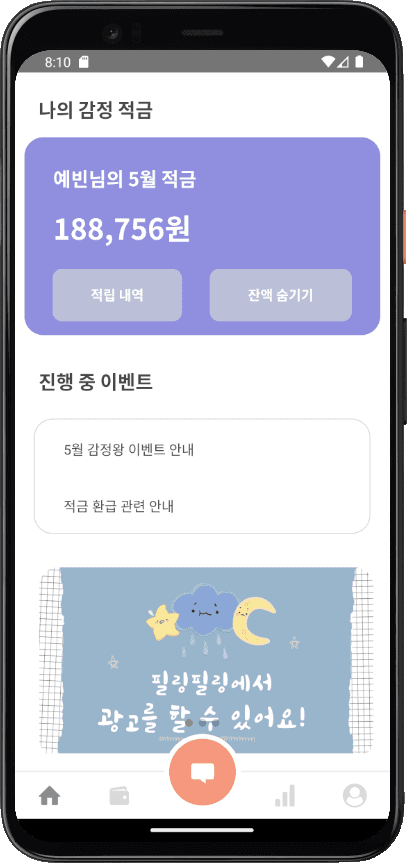 8:10
나의 감정 적금
예빈님의 5월 적금
188,756원
적립 내역
잔액 숨기기
진행 중 이벤트
5월 감정왕 이벤트 안내
적금 환급 관련 안내
필링필링에서
광고를 할 수 있어요!